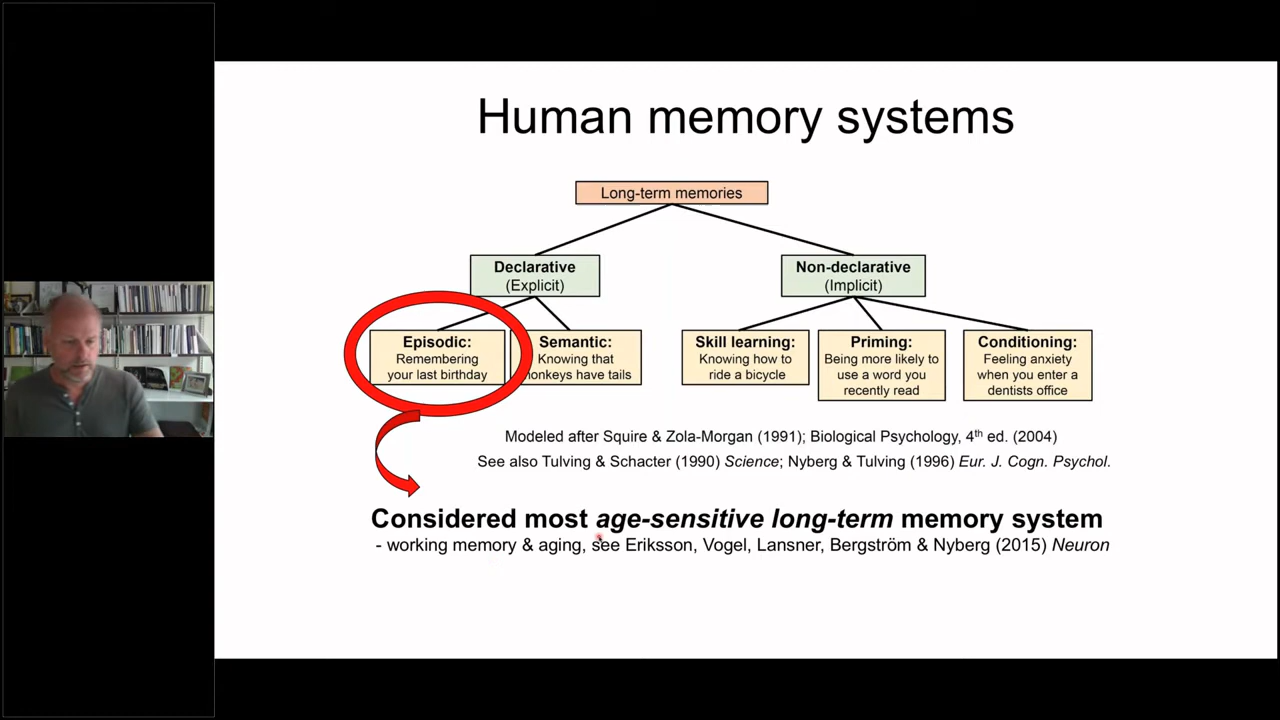 Human memory systems
Long-term memories
Declarative
(Explicit)
Non-declarative
(Implicit)
Episodic:
Remembering
your last birthday
Semantic:
Knowing that
onkeys have tails
Skill learning:
Knowing how to
ride a bicycle
Priming:
Being more likely to
use a word you
recently read
Conditioning:
Feeling anxiety
when you enter a
dentists office
Modeled after Squire & Zola-Morgan (1991); Biological Psychology, 4th ed. (2004)
See also Tulving & Schacter (1990) Science; Nyberg & Tulving (1996) Eur. J. Cogn. Psychol.
Considered most age-sensitive long-term memory system
- working memory & aging, see Eriksson, Vogel, Lansner, Bergström & Nyberg (2015) Neuron